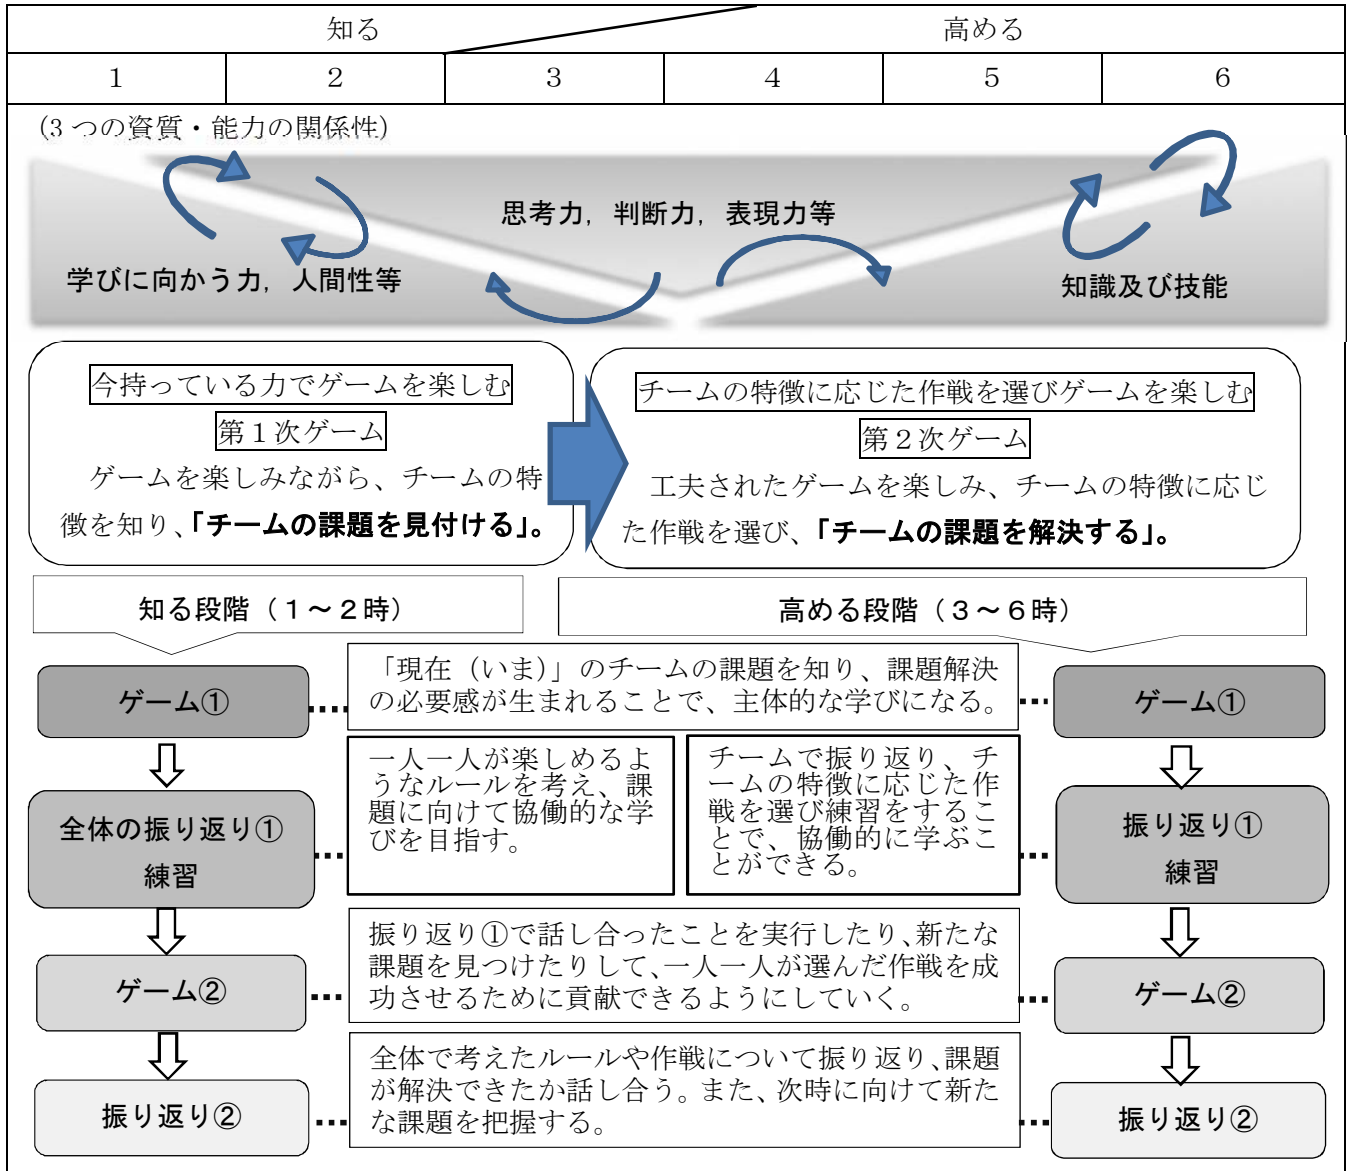 知る
高める
1
2
3
4
5
6
(3つの資質・能力の関係性)
思考力，判断力，表現力等
学びに向かう力，人間性等
知識及び技能
今持っている力でゲームを楽しむ
第１次ゲーム
ゲームを楽しみながら、チームの特
徴を知り、「チームの課題を見付ける」。
チームの特徴に応じた作戦を選びゲームを楽しむ
第２次ゲーム
工夫されたゲームを楽しみ、チームの特徴に応じ
た作戦を選び、「チームの課題を解決する」。
知る段階（１～２時）
高める段階（３～６時）
ゲーム①
全体の振り返り①
練習
ゲーム②
振り返り②
「現在（いま）」のチームの課題を知り、課題解決
の必要感が生まれることで、主体的な学びになる。
一人一人が楽しめるよ
うなルールを考え、課
題に向けて協働的な学
びを目指す。
チームで振り返り、チ
ームの特徴に応じた作
戦を選び練習をするこ
とで、協働的に学ぶこ
とができる。
振り返り①で話し合ったことを実行したり、新たな
課題を見つけたりして、一人一人が選んだ作戦を成
功させるために貢献できるようにしていく。
全体で考えたルールや作戦について振り返り、課題
が解決できたか話し合う。また、次時に向けて新た
な課題を把握する。
ゲーム①
振り返り①
練習
ゲーム②
振り返り②